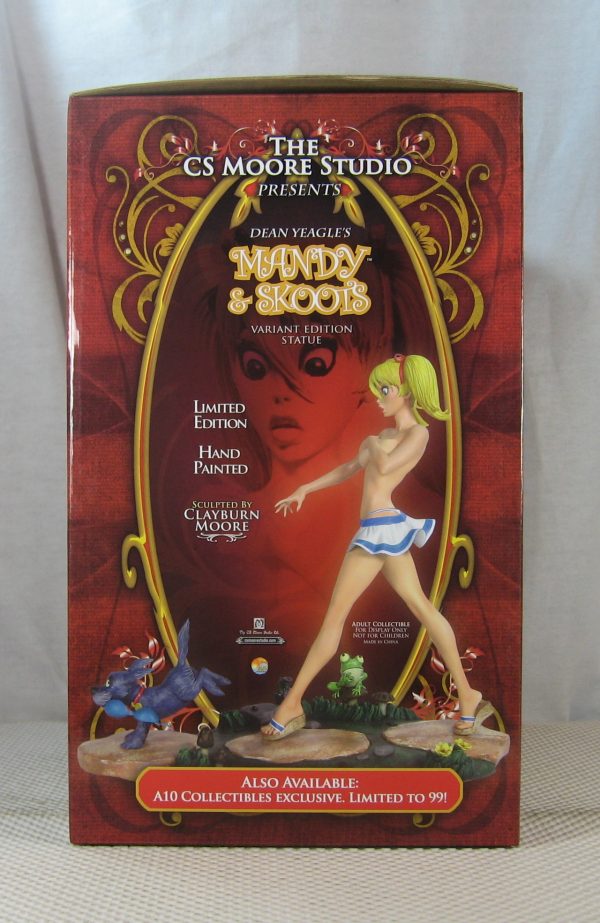 THE
CS MOORE STUDIO
PRESENTS
DEAN YEAGLE'S
MANDY™
& SKOOTS
VARIANT EDITION
STATUE
LIMITED
EDITION
HAND
PAINTED
SCULPTED BY
CLAYBURN
MOORE
ADULT COLLECTIBLE
FOR DISPLAY ONLY
NOT FOR CHILDREN
MADE IN CHINA
ALSO AVAILABLE:
A10 COLLECTIBLES EXCLUSIVE. LIMITED TO 99!